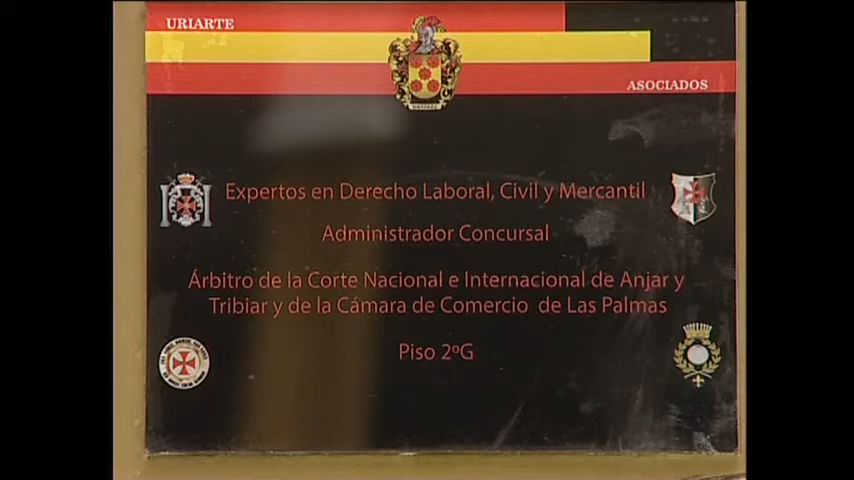 URIARTE
ASOCIADOS
Expertos en Derecho Laboral, Civil y Mercantil
Administrador Concursal
Árbitro de la Corte Nacional e Internacional de Anjar y
Tribiar y de la Cámara de Comercio de Las Palmas
Piso 2ºG